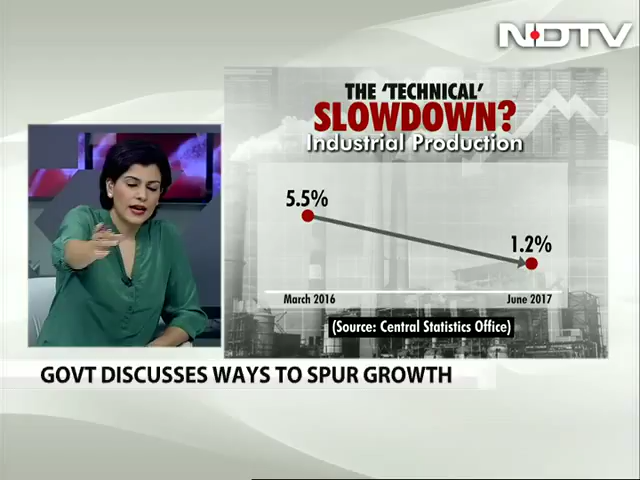 NDTV
THE 'TECHNICAL'
SLOWDOWN?
Industrial Production
5.5%
1.2%
March 2016
June 2017
(Source: Central Statistics Office)
GOVT DISCUSSES WAYS TO SPUR GROWTH